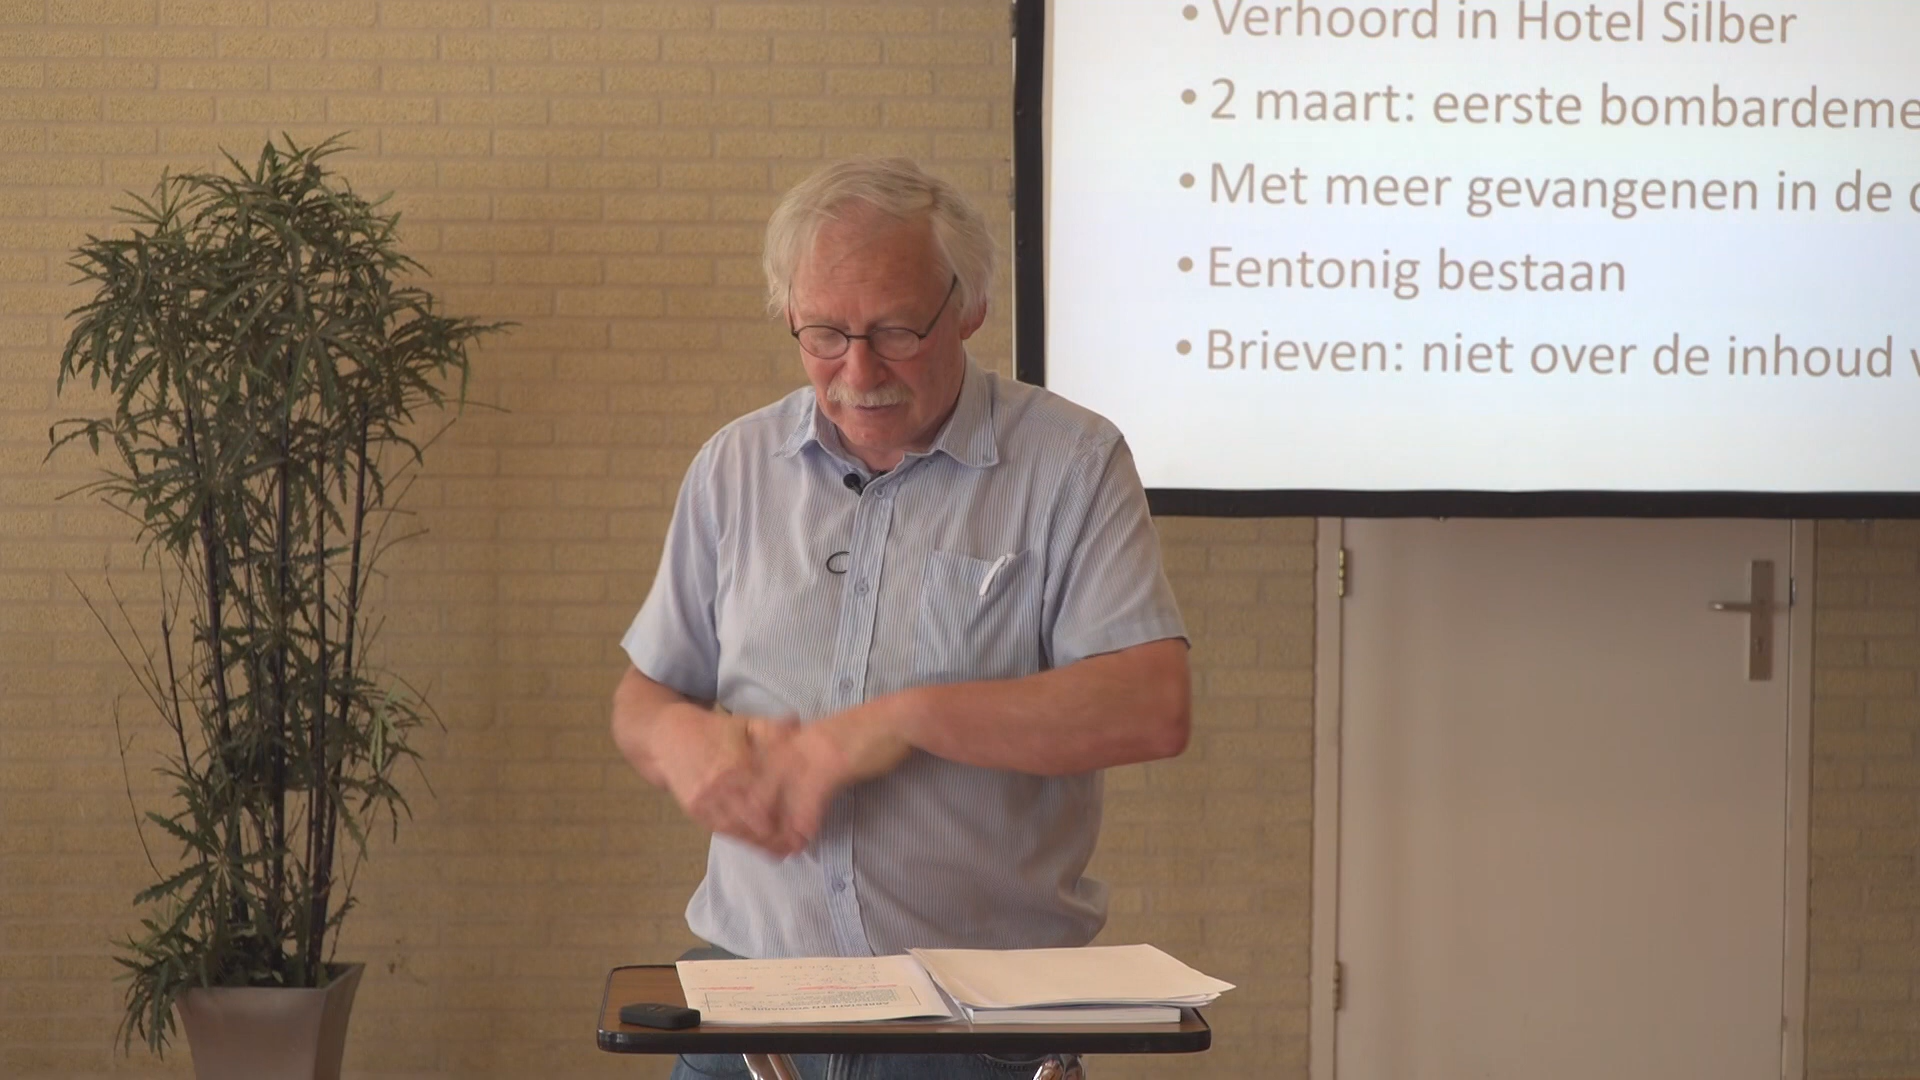 • Verhoord in Hotel Silber
• 2 maart: eerste bombardeme
• Met meer gevangenen in de c
• Eentonig bestaan
• Brieven: niet over de inhoud v